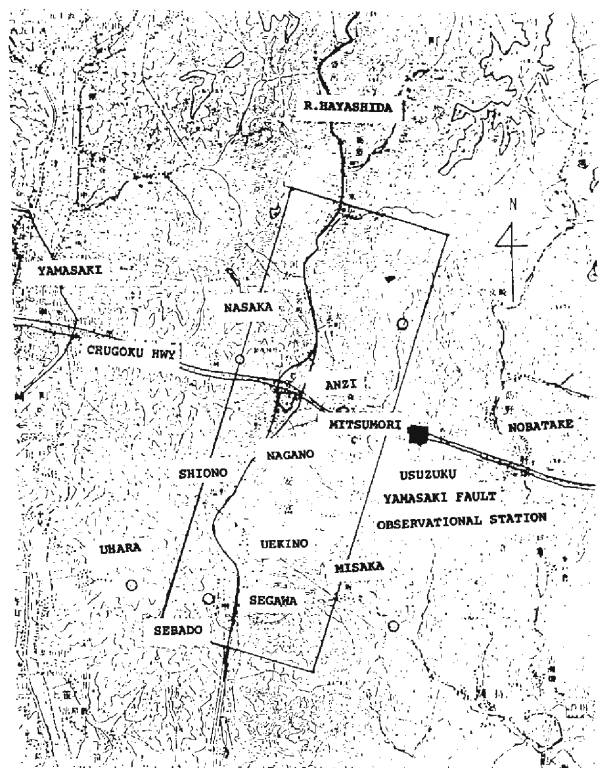 R.HAYASHIDA
N
YAMASAKI
NASAKA
CHUGOKU HWY
ANZI
MITSUMORI
NOBATAKE
NAGANO
SHIONO
USUZUKU
YAMASAKI FAULT
OBSERVATIONAL STATION
UEKINO
UHARA
MISAKA
SEGAWA
SEBADO